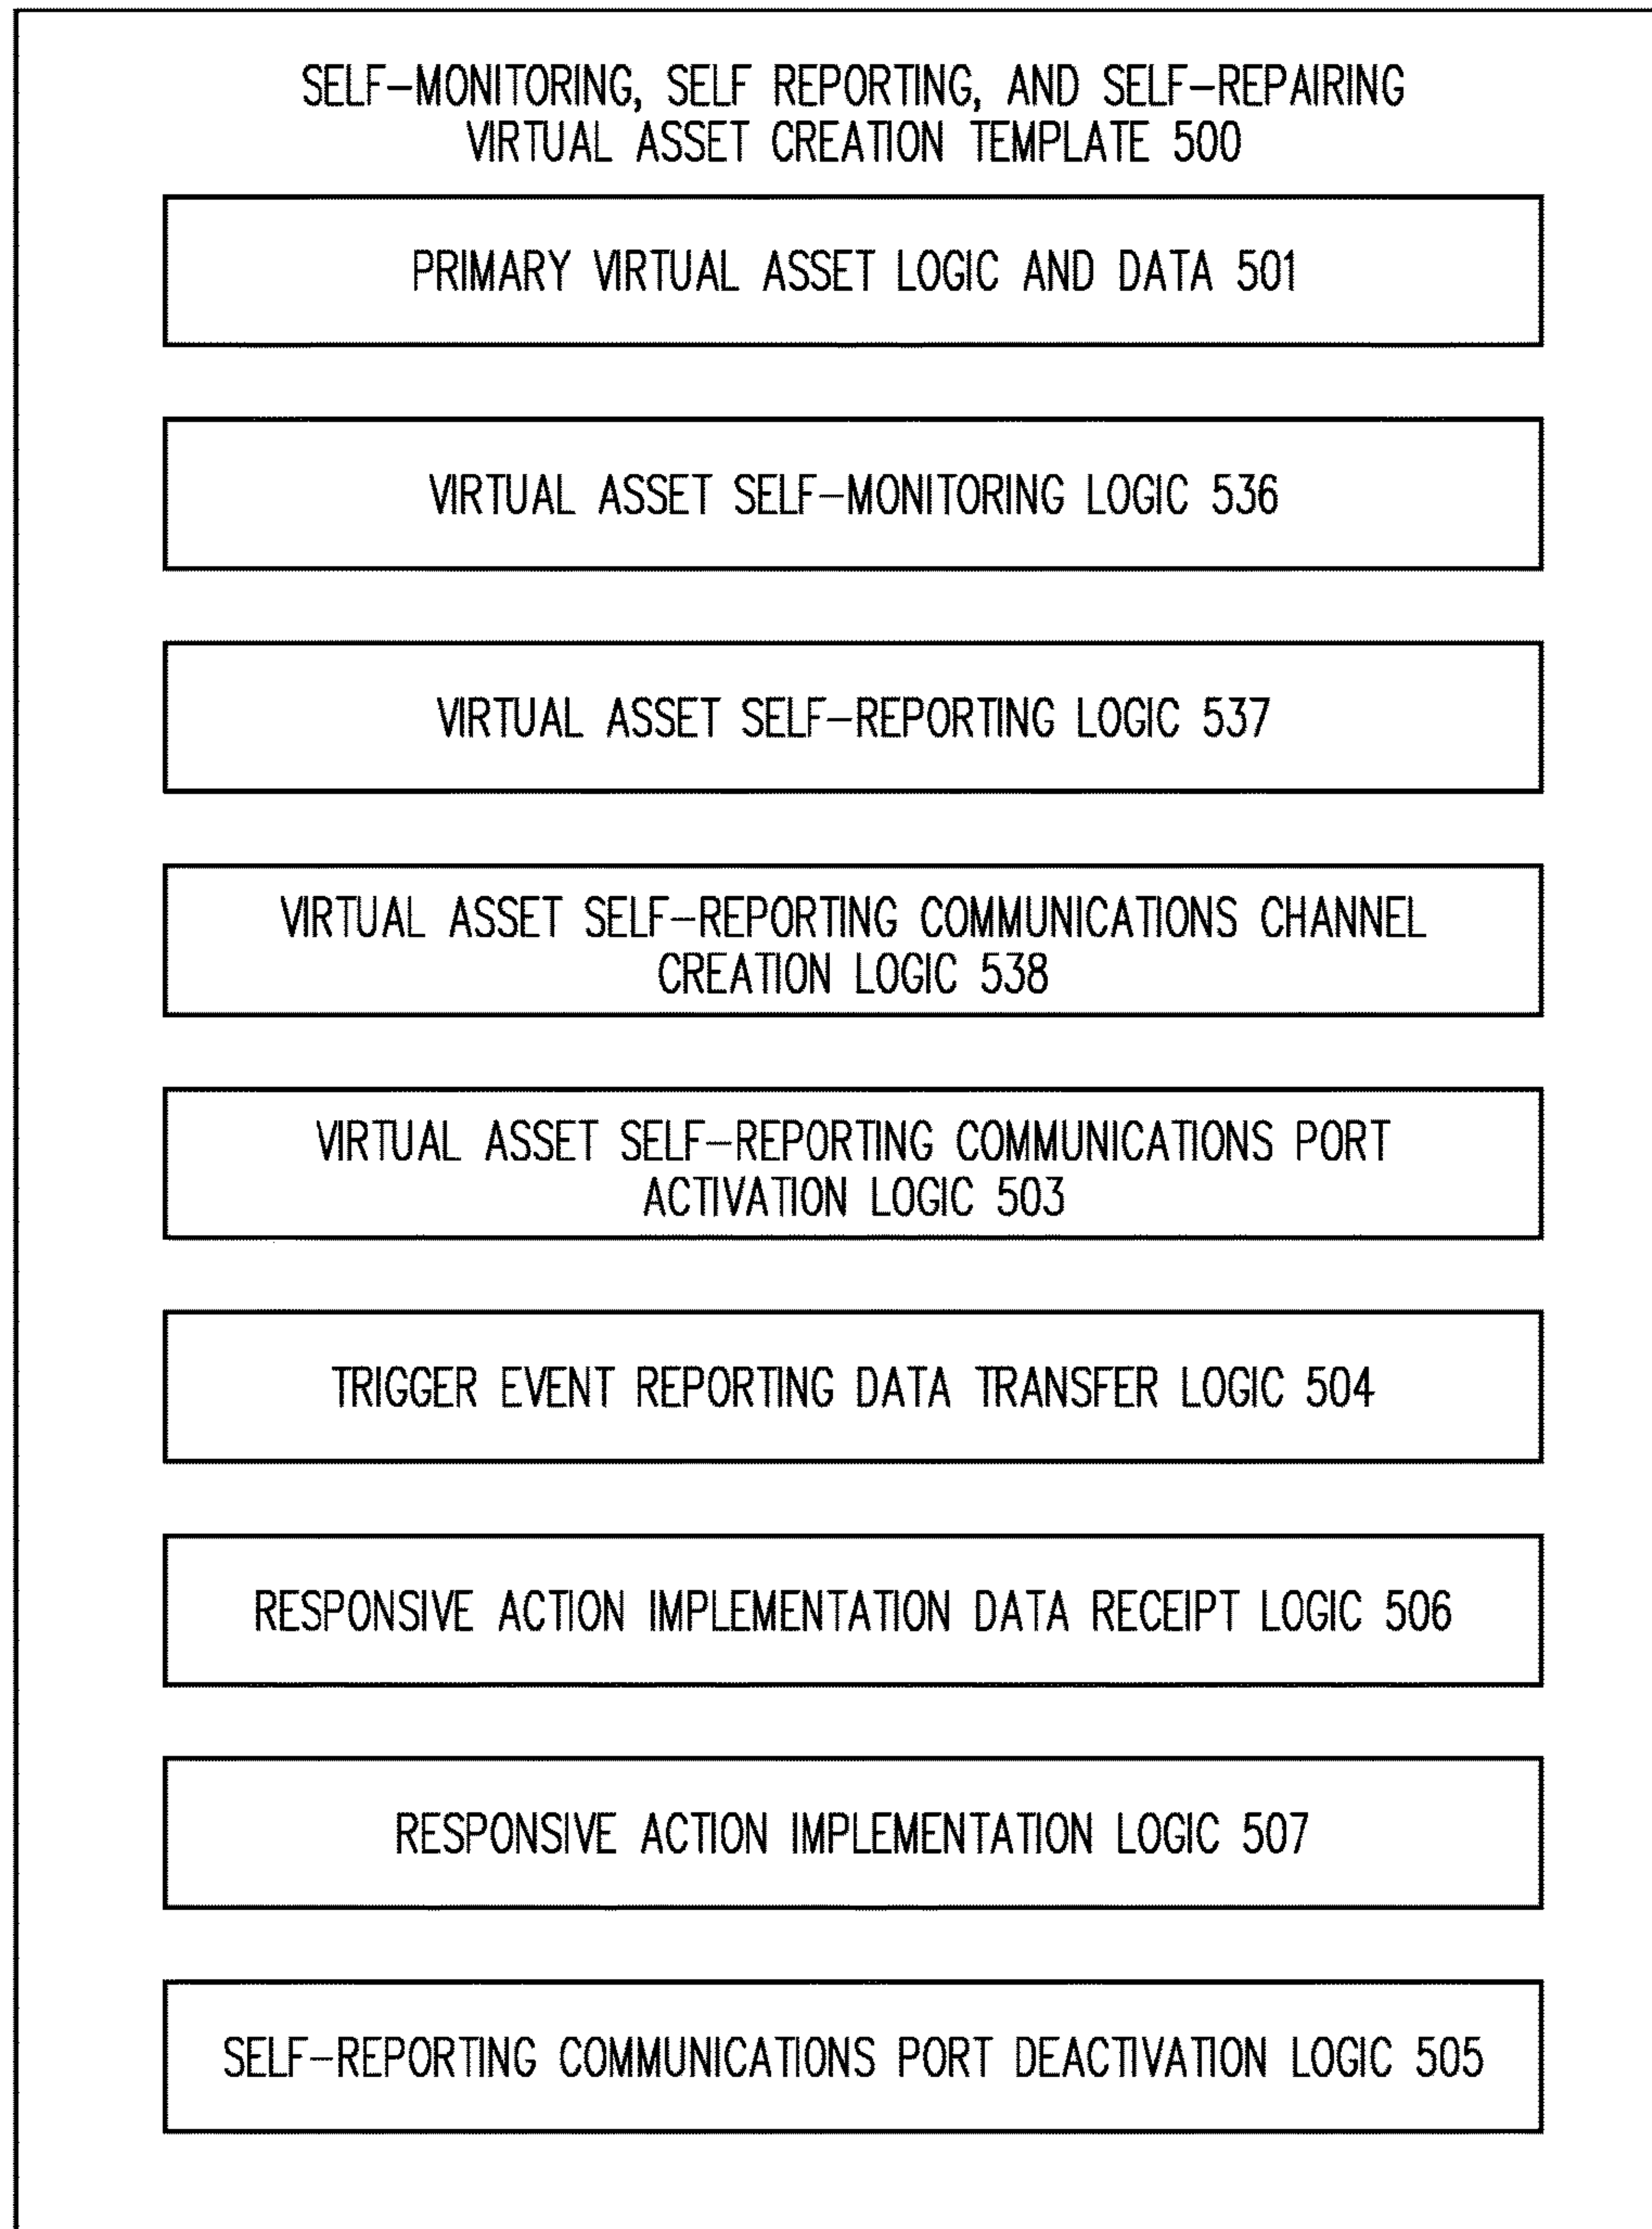 SELF-MONITORING, SELF REPORTING, AND SELF-REPAIRING
VIRTUAL ASSET CREATION TEMPLATE 500
PRIMARY VIRTUAL ASSET LOGIC AND DATA 501
VIRTUAL ASSET SELF-MONITORING LOGIC 536
VIRTUAL ASSET SELF-REPORTING LOGIC 537
VIRTUAL ASSET SELF-REPORTING COMMUNICATIONS CHANNEL
CREATION LOGIC 538
VIRTUAL ASSET SELF-REPORTING COMMUNICATIONS PORT
ACTIVATION LOGIC 503
TRIGGER EVENT REPORTING DATA TRANSFER LOGIC 504
RESPONSIVE ACTION IMPLEMENTATION DATA RECEIPT LOGIC 506
RESPONSIVE ACTION IMPLEMENTATION LOGIC 507
SELF-REPORTING COMMUNICATIONS PORT DEACTIVATION LOGIC 505